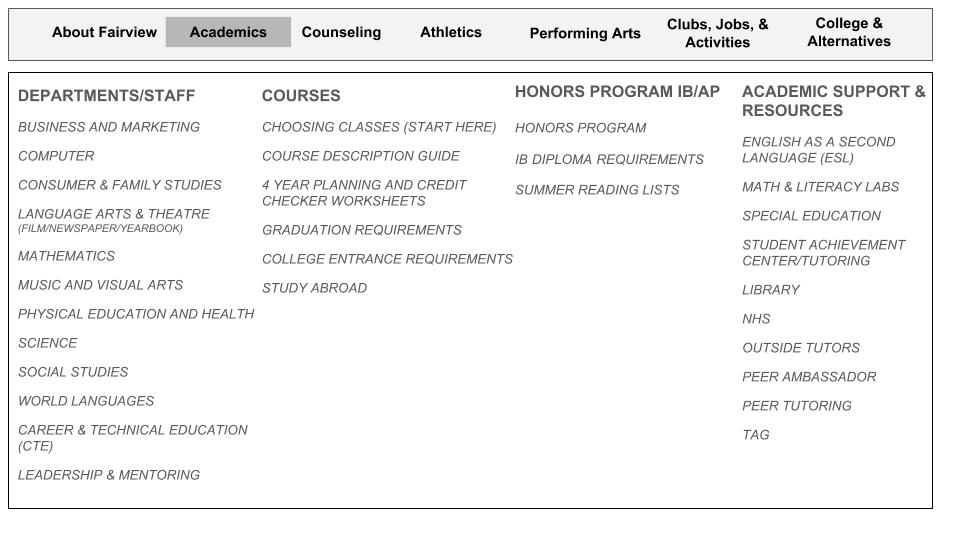 About Fairview
Academics
Counseling
Athletics
Performing Arts
Clubs, Jobs, &
Activities
College &
Alternatives
DEPARTMENTS/STAFF
BUSINESS AND MARKETING
COMPUTER
CONSUMER & FAMILY STUDIES
LANGUAGE ARTS & THEATRE
(FILM/NEWSPAPER/YEARBOOK)
MATHEMATICS
MUSIC AND VISUAL ARTS
PHYSICAL EDUCATION AND HEALTH
SCIENCE
SOCIAL STUDIES
WORLD LANGUAGES
CAREER & TECHNICAL EDUCATION
(CTE)
LEADERSHIP & MENTORING
COURSES
CHOOSING CLASSES (START HERE)
COURSE DESCRIPTION GUIDE
4 YEAR PLANNING AND CREDIT
CHECKER WORKSHEETS
GRADUATION REQUIREMENTS
COLLEGE ENTRANCE REQUIREMENTS
STUDY ABROAD
HONORS PROGRAM IB/AP
HONORS PROGRAM
IB DIPLOMA REQUIREMENTS
SUMMER READING LISTS
ACADEMIC SUPPORT &
RESOURCES
ENGLISH AS A SECOND
LANGUAGE (ESL)
MATH & LITERACY LABS
SPECIAL EDUCATION
STUDENT ACHIEVEMENT
CENTER/TUTORING
LIBRARY
NHS
OUTSIDE TUTORS
PEER AMBASSADOR
PEER TUTORING
TAG